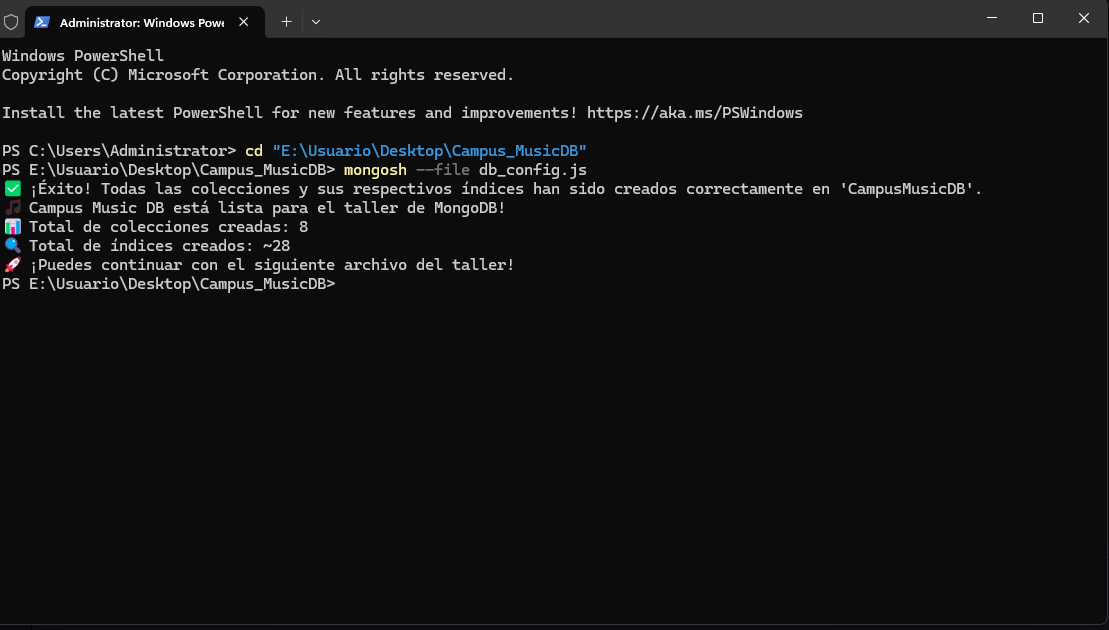 Administrator: Windows Powe
Windows PowerShell
Copyright (C) Microsoft Corporation. All rights reserved.
Install the latest PowerShell for new features and improvements! https://aka.ms/PSWindows
PS C:\Users\Administrator> cd "E:\Usuario\Desktop\Campus_MusicDB"
PS E:\Usuario\Desktop\Campus_MusicDB> mongosh --file db_config.js
✅ ¡Éxito! Todas las colecciones y sus respectivos índices han sido creados correctamente en 'CampusMusicDB'.
🎵 Campus Music DB está lista para el taller de MongoDB!
📊 Total de colecciones creadas: 8
🔍 Total de índices creados: ~28
🚀 ¡Puedes continuar con el siguiente archivo del taller!
PS E:\Usuario\Desktop\Campus_MusicDB>